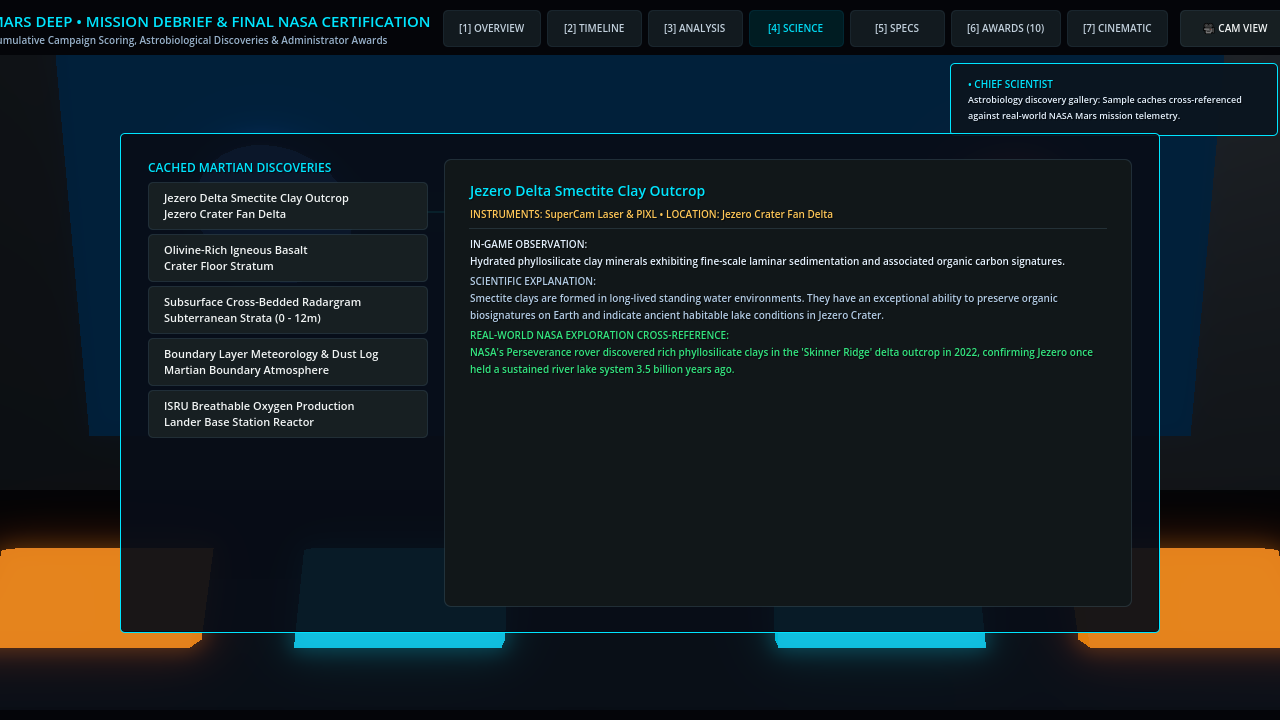 MARS DEEP • MISSION DEBRIEF & FINAL NASA CERTIFICATION
umulative Campaign Scoring, Astrobiological Discoveries & Administrator Awards
[1] OVERVIEW
[2] TIMELINE
[3] ANALYSIS
[4] SCIENCE
[5] SPECS
[6] AWARDS (10)
[7] CINEMATIC
CAM VIEW
• CHIEF SCIENTIST
Astrobiology discovery gallery: Sample caches cross-referenced
against real-world NASA Mars mission telemetry.
CACHED MARTIAN DISCOVERIES
Jezero Delta Smectite Clay Outcrop
Jezero Crater Fan Delta
Olivine-Rich Igneous Basalt
Crater Floor Stratum
Subsurface Cross-Bedded Radargram
Subterranean Strata (0 - 12m)
Boundary Layer Meteorology & Dust Log
Martian Boundary Atmosphere
ISRU Breathable Oxygen Production
Lander Base Station Reactor
Jezero Delta Smectite Clay Outcrop
INSTRUMENTS: SuperCam Laser & PIXL • LOCATION: Jezero Crater Fan Delta
IN-GAME OBSERVATION:
Hydrated phyllosilicate clay minerals exhibiting fine-scale laminar sedimentation and associated organic carbon signatures.
SCIENTIFIC EXPLANATION:
Smectite clays are formed in long-lived standing water environments. They have an exceptional ability to preserve organic
biosignatures on Earth and indicate ancient habitable lake conditions in Jezero Crater.
REAL-WORLD NASA EXPLORATION CROSS-REFERENCE:
NASA's Perseverance rover discovered rich phyllosilicate clays in the 'Skinner Ridge' delta outcrop in 2022, confirming Jezero once
held a sustained river lake system 3.5 billion years ago.